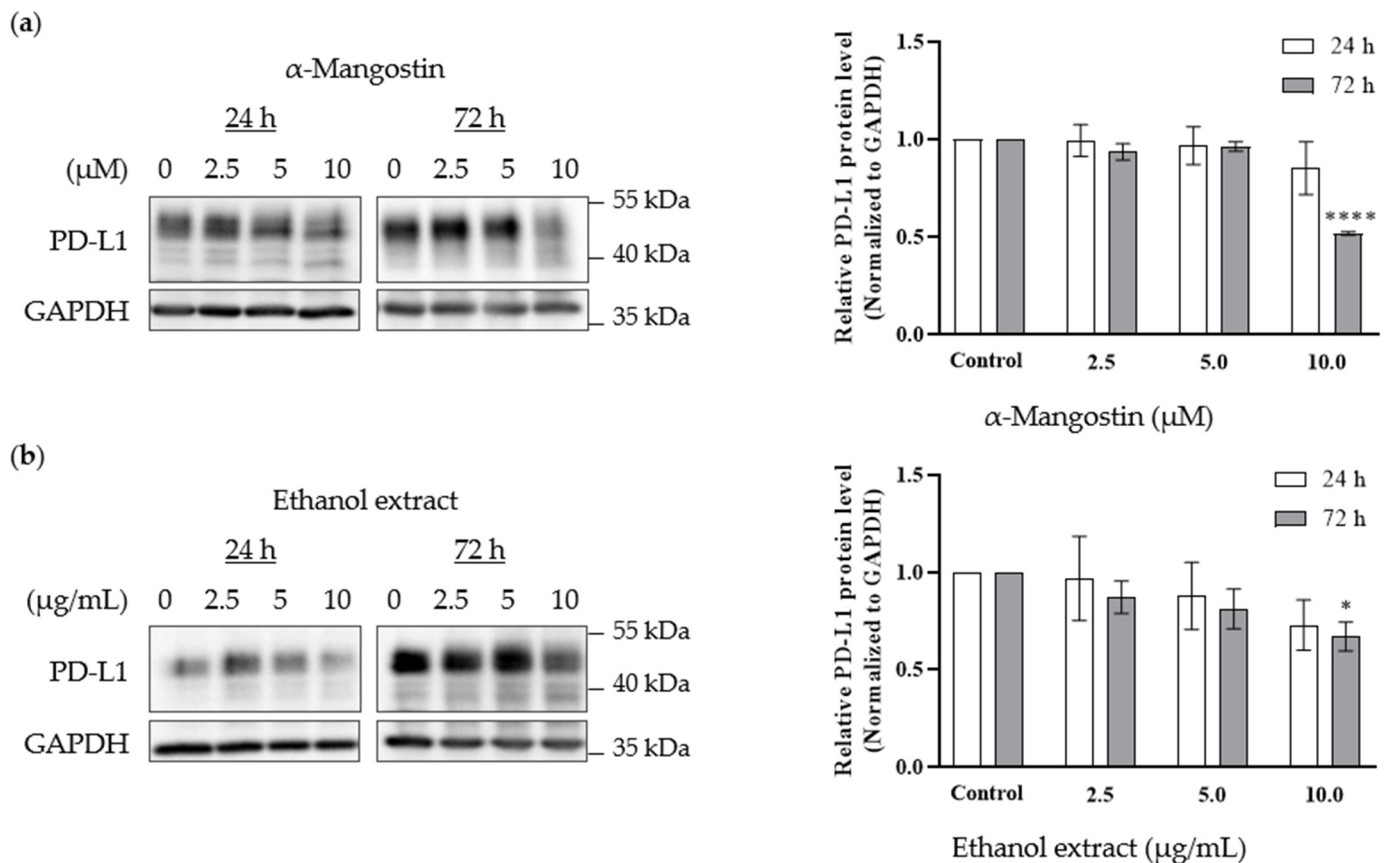 (a)
α-Mangostin
24 h 72 h
(μM) 0 2.5 5 10 0 2.5 5 10
55 kDa
PD-L1
40 kDa
GAPDH
35 kDa
Relative PD-L1 protein level
(Normalized to GAPDH)
1.5
1.0
0.5
0.0
24 h
72 h
****
Control 2.5 5.0 10.0
α-Mangostin (μM)
(b)
Ethanol extract
24 h 72 h
(μg/mL) 0 2.5 5 10 0 2.5 5 10
55 kDa
PD-L1
40 kDa
GAPDH
35 kDa
Relative PD-L1 protein level
(Normalized to GAPDH)
1.5
1.0
0.5
0.0
24 h
72 h
*
Control 2.5 5.0 10.0
Ethanol extract (μg/mL)